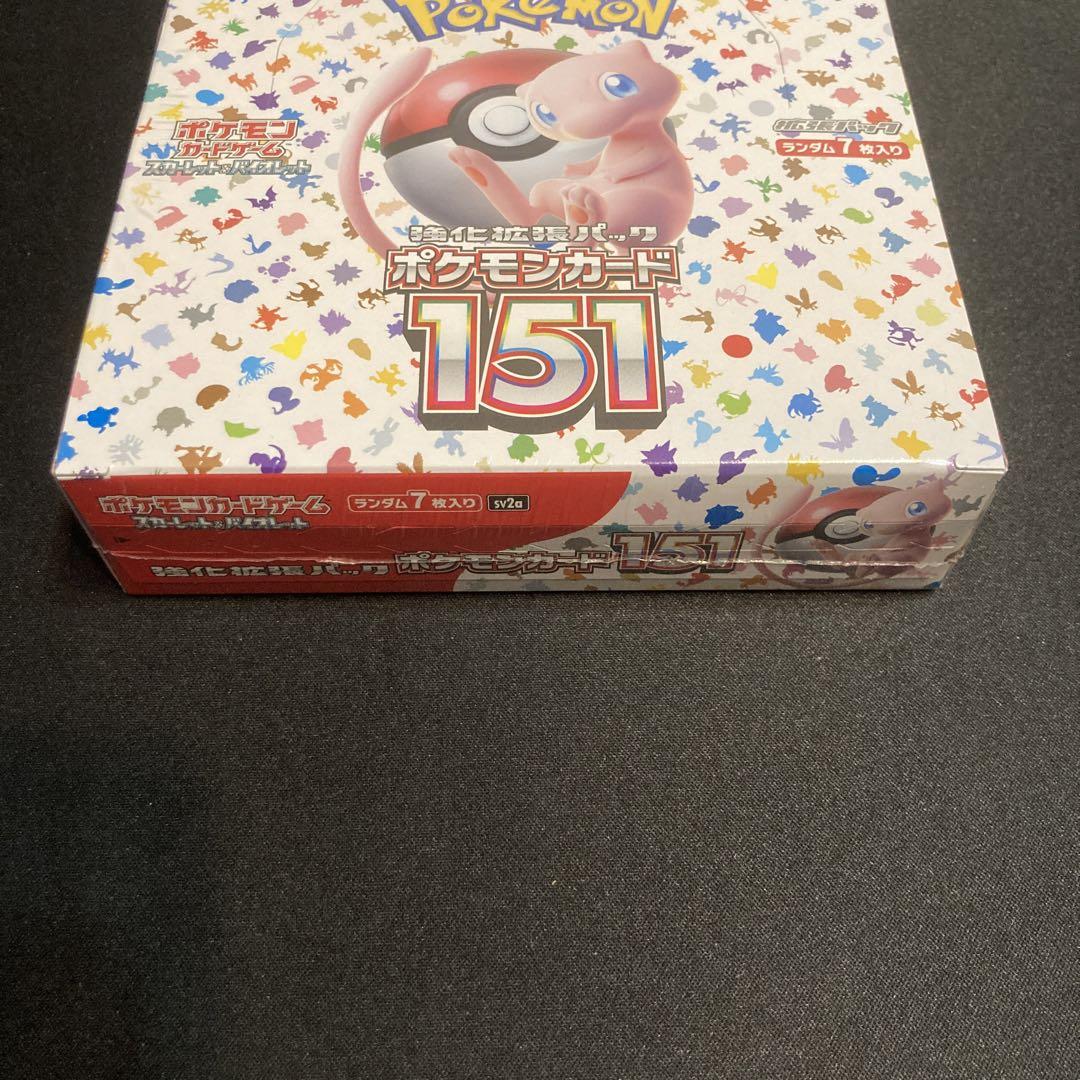 POKéMON
ポケモン
カードゲーム
スカーレット&バイオレット
拡張パック
ランダム7枚入り
強化拡張パック
ポケモンカード
151
ポケモンカードゲーム
スカーレット&バイオレット
ランダム7枚入り
sv2a
強化拡張パック ポケモンカード 151